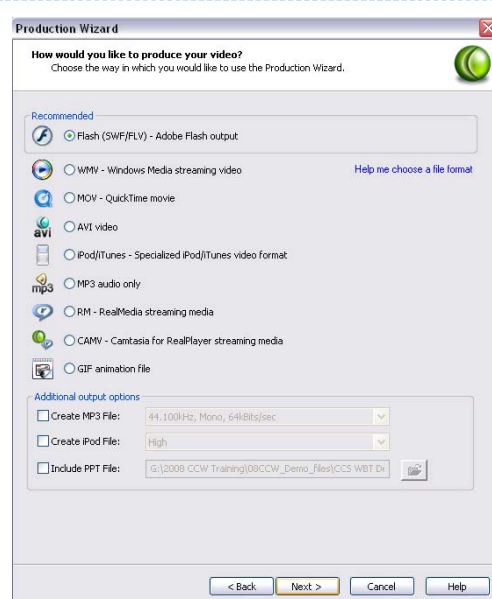 Production Wizard
How would you like to produce your video?
Choose the way in which you would like to use the Production Wizard.
Recommended
Flash (SWF/FLV) - Adobe Flash output
WMV - Windows Media streaming video
Help me choose a file format
MOV - QuickTime movie
avi
AVI video
iPod/iTunes - Specialized iPod/iTunes video format
mp3
MP3 audio only
RM - RealMedia streaming media
CAMV - Camtasia for RealPlayer streaming media
GIF animation file
Additional output options
Create MP3 File:
44.100kHz, Mono, 64kBits/sec
Create iPod File:
High
Include PPT File:
G:\2008 CCW Training\08CCW_Demo_files\CCS WBT De
< Back
Next >
Cancel
Help